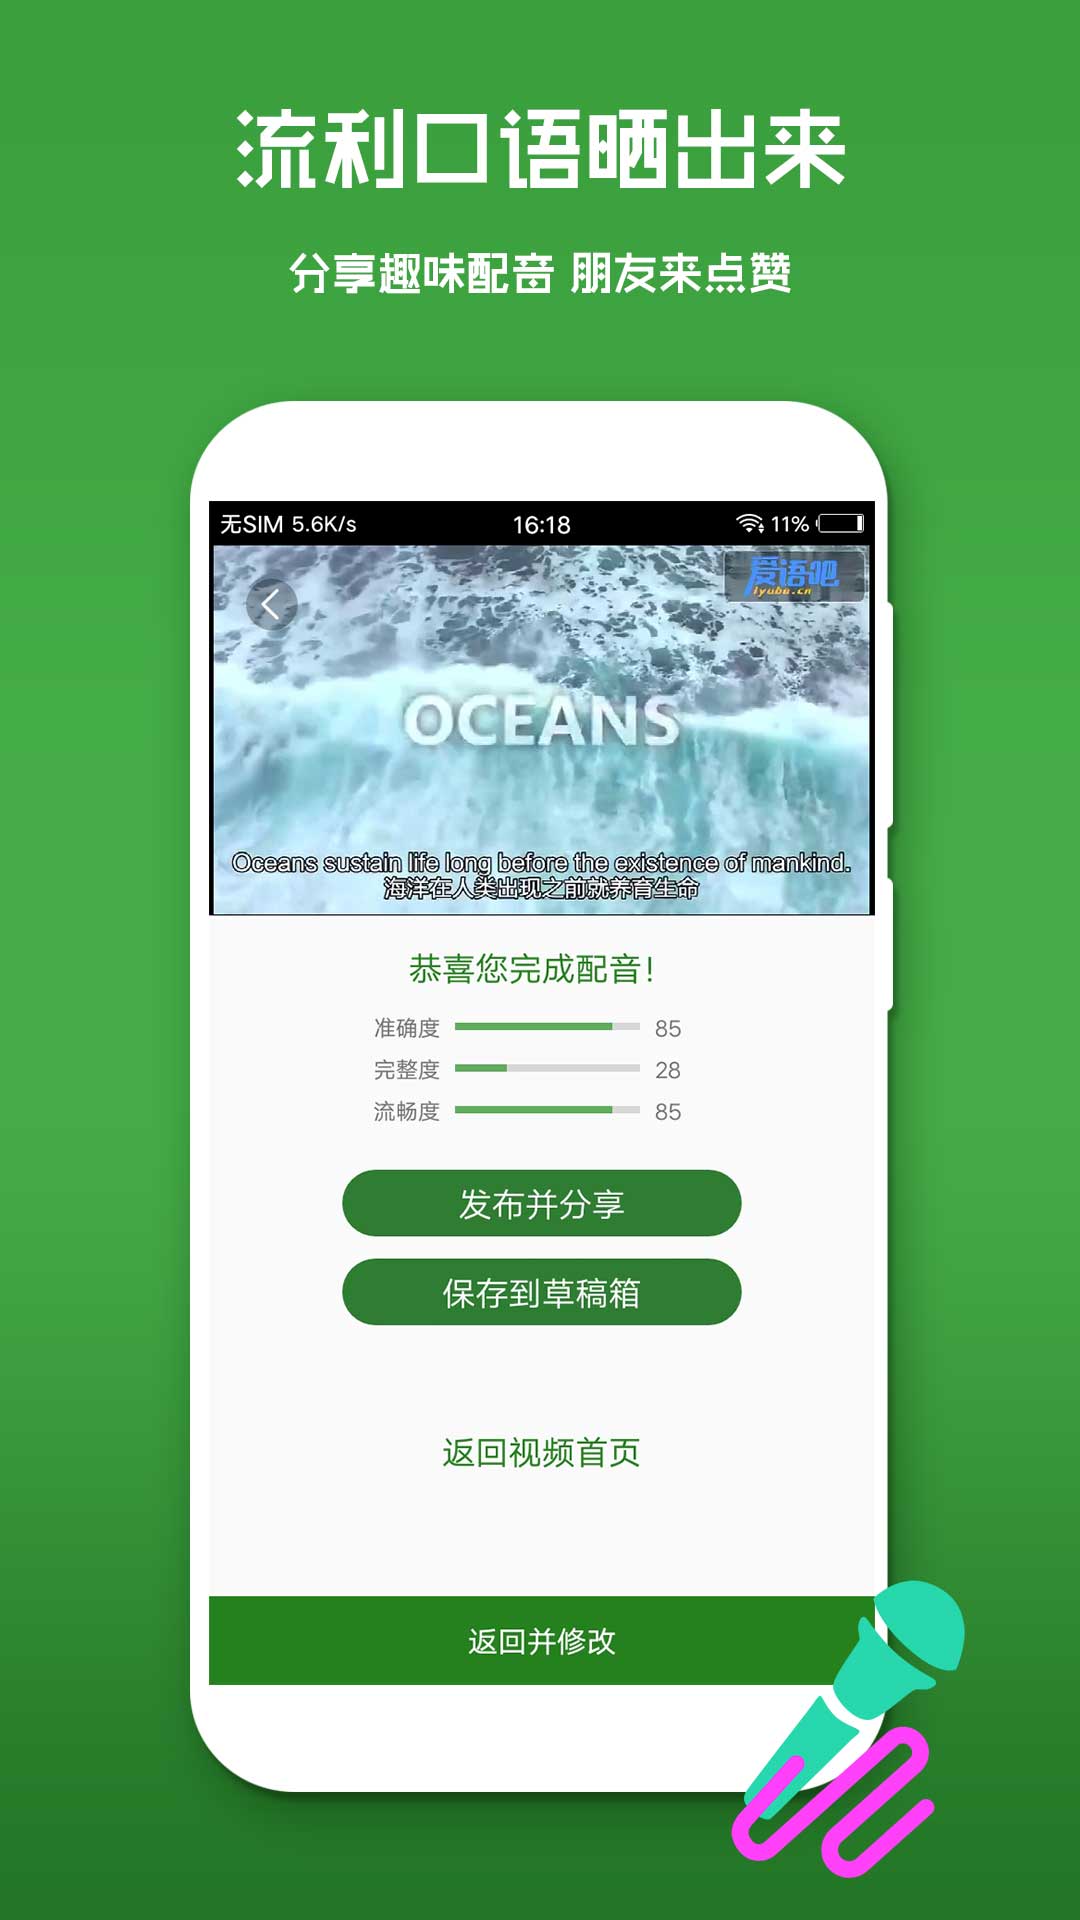 流利口语晒出来
分享趣味配音 朋友来点赞
无SIM 5.6K/s 16:18 11%
爱语吧
iyuba.cn
OCEANS
Oceans sustain life long before the existence of mankind.
海洋在人类出现之前就养育生命
恭喜您完成配音!
准确度 85
完整度 28
流畅度 85
发布并分享
保存到草稿箱
返回视频首页
返回并修改